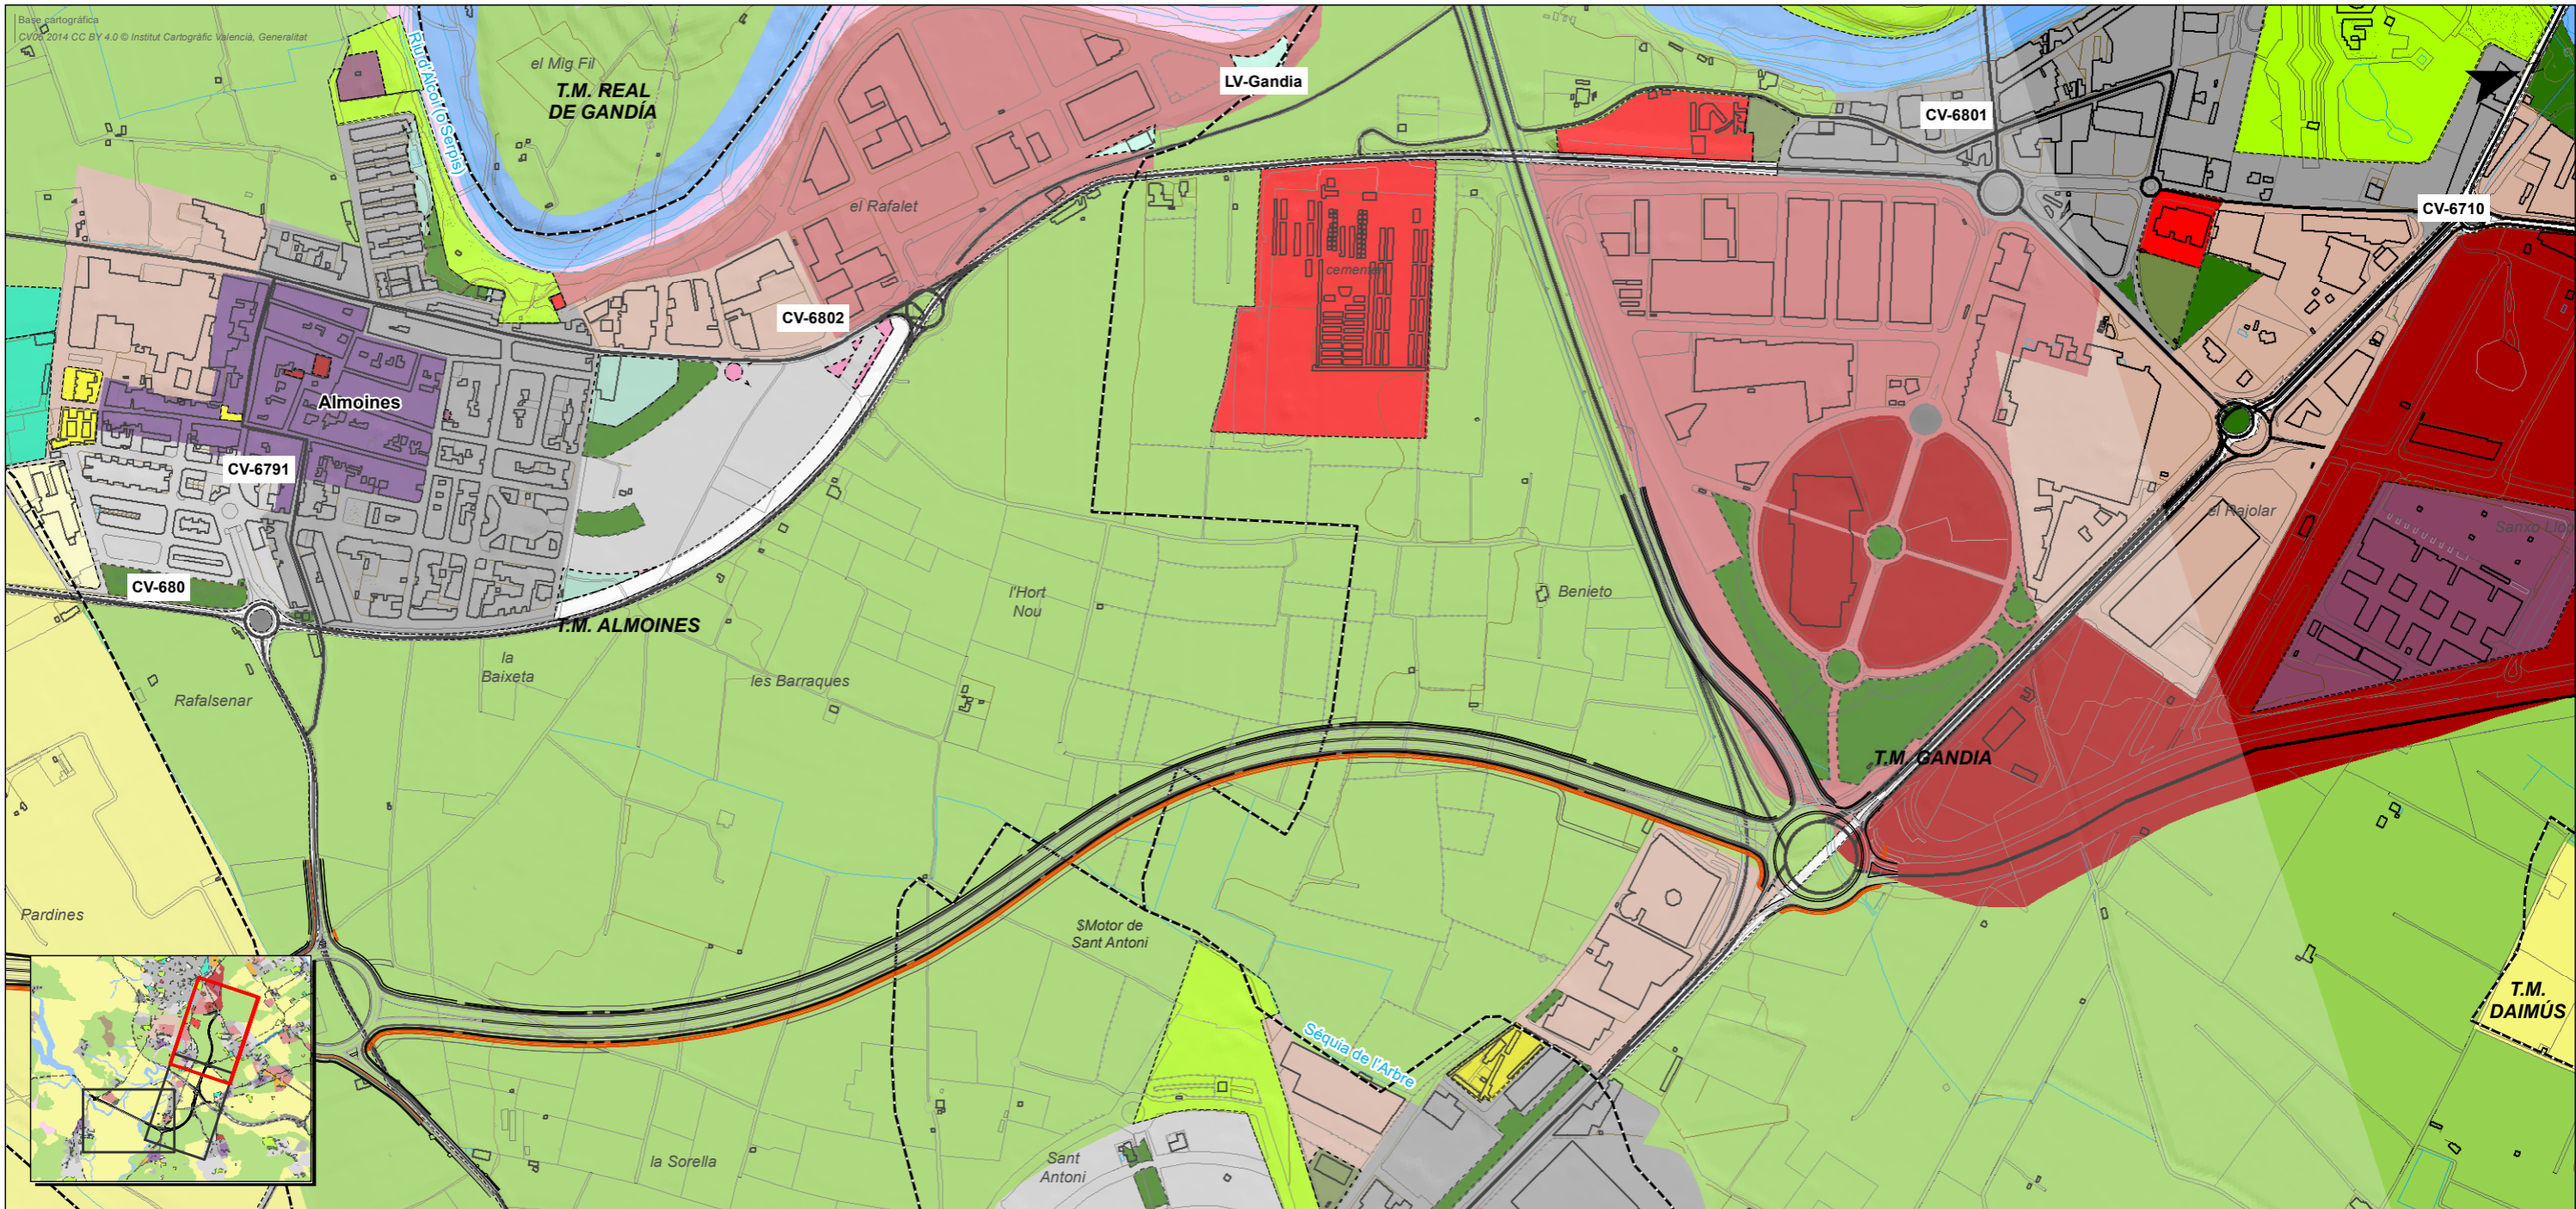 Base cartográfica
CV05 2014 CC BY 4.0 © Institut Cartogràfic Valencià, Generalitat
Riu d'Alcoi (o Serpis)
el Mig Fil
T.M. REAL
DE GANDÍA
LV-Gandia
CV-6801
CV-6710
el Rafalet
cementeri
CV-6802
Almoines
CV-6791
el Rajolar
CV-680
T.M. ALMOINES
l'Hort
Nou
Benieto
la
Baixeta
les Barraques
Rafalsenar
T.M. GANDIA
Pardines
$Motor de
Sant Antoni
Séquia de l'Arbre
T.M.
DAIMÚS
la Sorella
Sant
Antoni